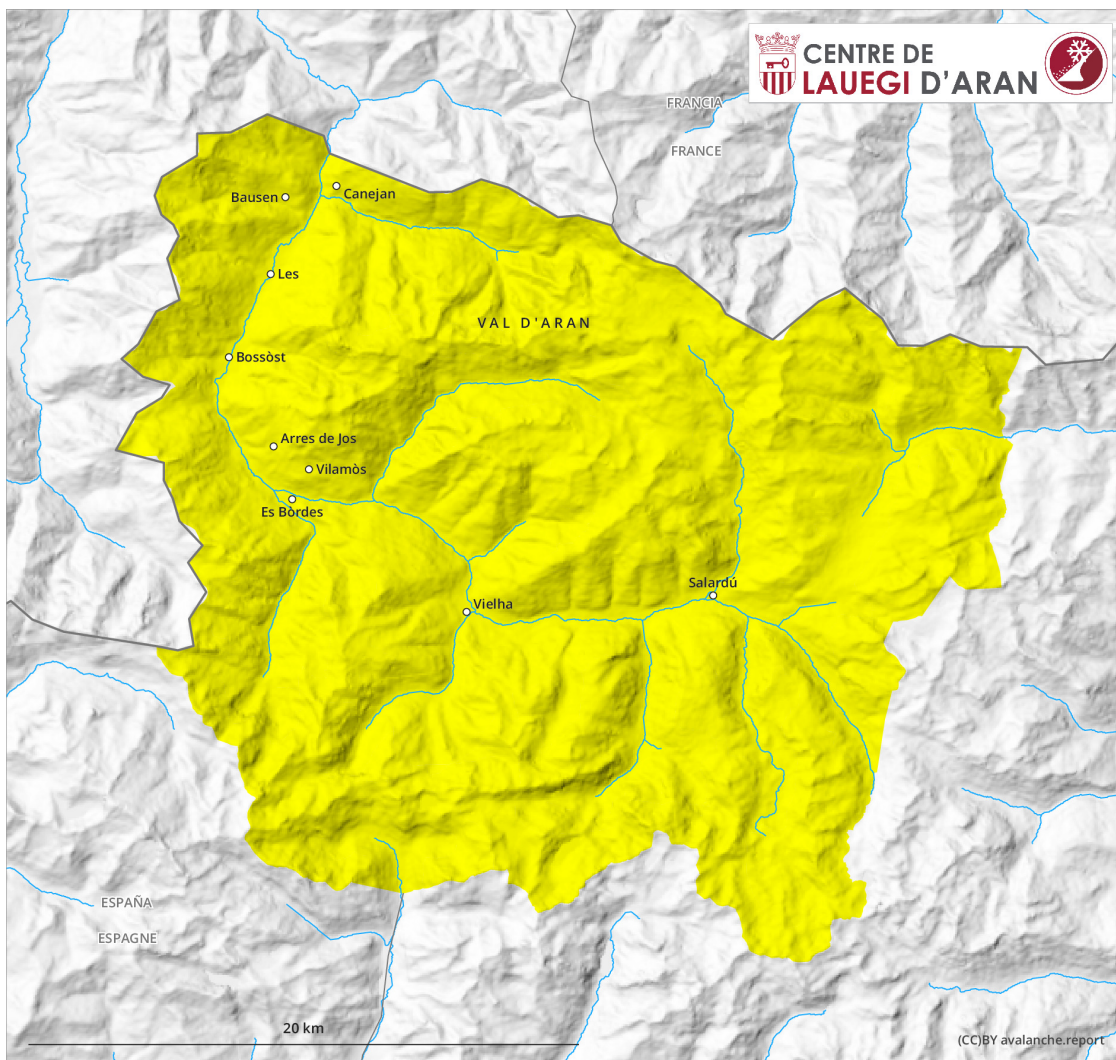 CENTRE DE
LAUEGI D'ARAN
FRANCIA
FRANCE
Bausen
Canejan
Les
VAL D'ARAN
Bossòst
Arres de Jos
Vilamòs
Es Bòrdes
Salardú
Vielha
ESPAÑA
ESPAGNE
20 km
(CC)BY avalanche.report